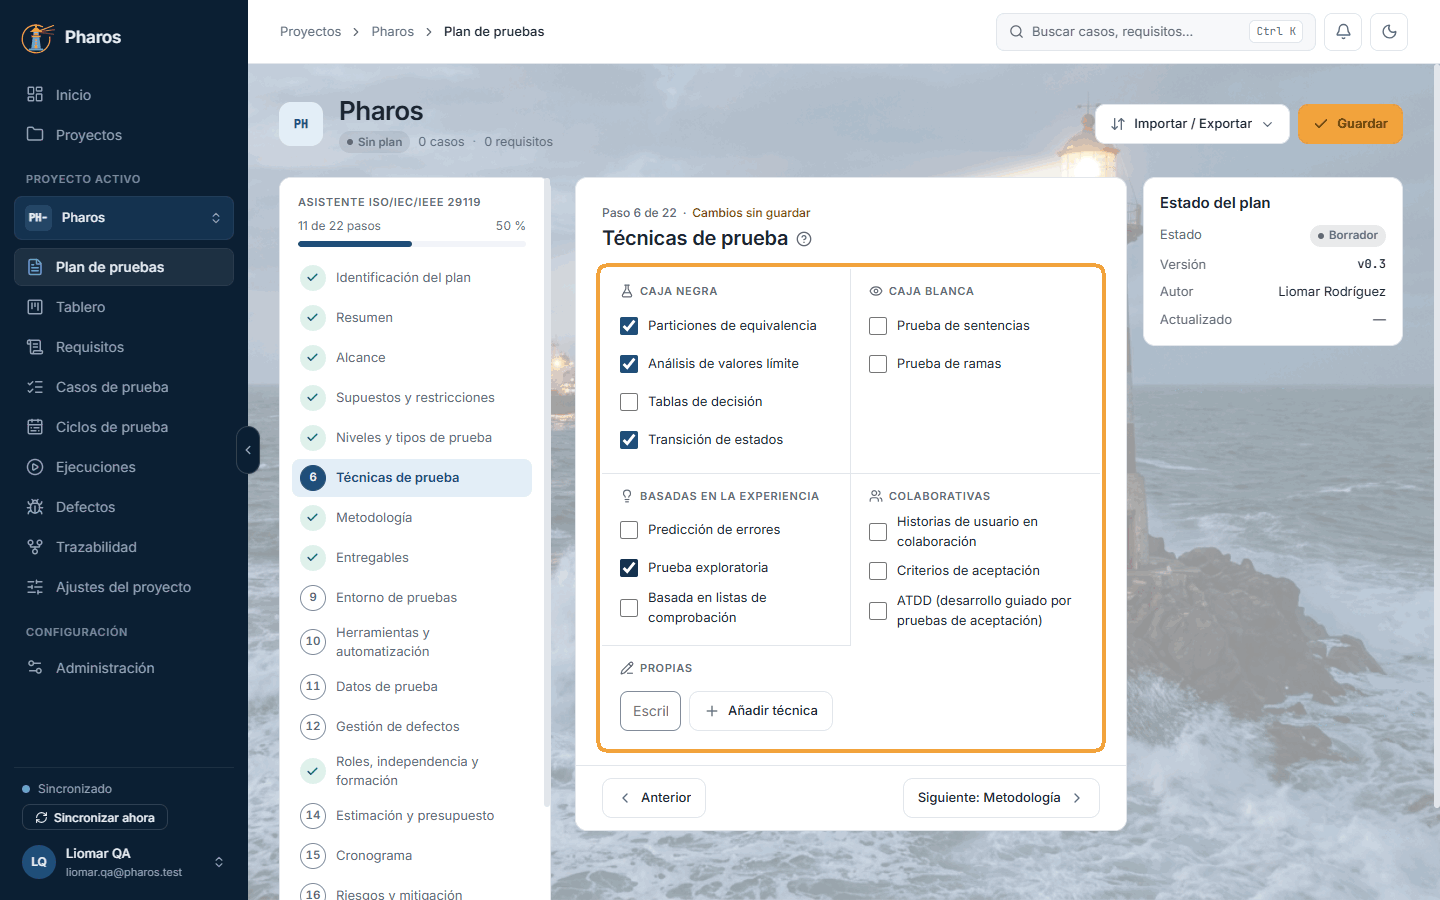 Pharos
Inicio
Proyectos
PROYECTO ACTIVO
PH-
Pharos
Plan de pruebas
Tablero
Requisitos
Casos de prueba
Ciclos de prueba
Ejecuciones
Defectos
Trazabilidad
Ajustes del proyecto
CONFIGURACIÓN
Administración
Sincronizado
Sincronizar ahora
LQ
Liomar QA
liomar.qa@pharos.test
Proyectos > Pharos > Plan de pruebas
Buscar casos, requisitos...
Ctrl K
PH
Pharos
Sin plan
0 casos · 0 requisitos
Importar / Exportar
Guardar
ASISTENTE ISO/IEC/IEEE 29119
11 de 22 pasos
50 %
Identificación del plan
Resumen
Alcance
Supuestos y restricciones
Niveles y tipos de prueba
6 Técnicas de prueba
Metodología
Entregables
9 Entorno de pruebas
10 Herramientas y
automatización
11 Datos de prueba
12 Gestión de defectos
Roles, independencia y
formación
14 Estimación y presupuesto
15 Cronograma
16 Riesgos y mitigación
Paso 6 de 22 · Cambios sin guardar
Técnicas de prueba
CAJA NEGRA
Particiones de equivalencia
Análisis de valores límite
Tablas de decisión
Transición de estados
CAJA BLANCA
Prueba de sentencias
Prueba de ramas
BASADAS EN LA EXPERIENCIA
Predicción de errores
Prueba exploratoria
Basada en listas de
comprobación
COLABORATIVAS
Historias de usuario en
colaboración
Criterios de aceptación
ATDD (desarrollo guiado por
pruebas de aceptación)
PROPIAS
Escril
Añadir técnica
Anterior
Siguiente: Metodología
Estado del plan
Estado
Borrador
Versión
v0.3
Autor
Liomar Rodríguez
Actualizado
—